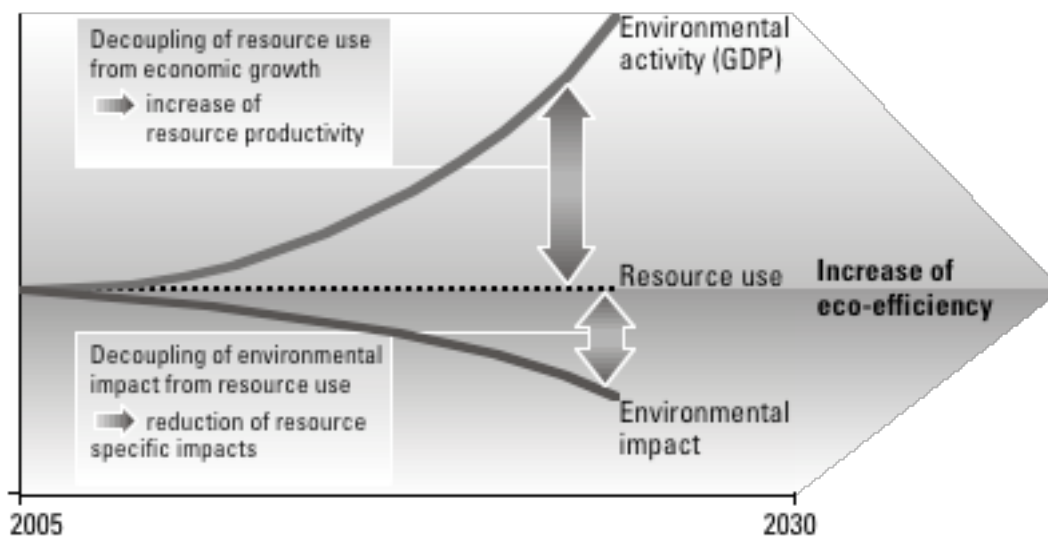 Decoupling of resource use
from economic growth
increase of
resource productivity
Environmental
activity (GDP)
Resource use
Increase of
eco-efficiency
Decoupling of environmental
impact from resource use
reduction of resource
specific impacts
Environmental
impact
2005
2030